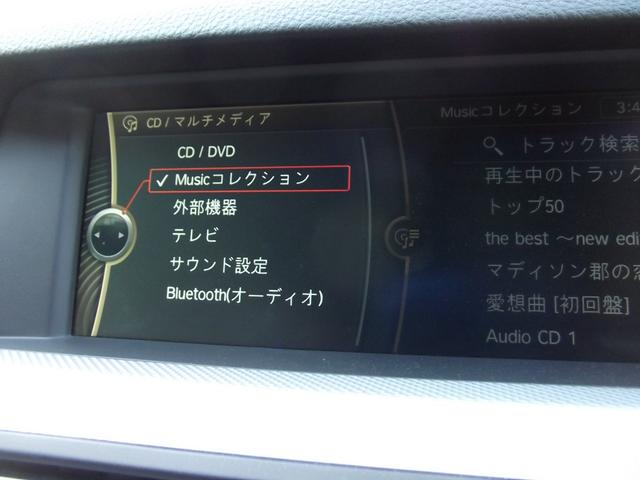 CD / マルチメディア
CD / DVD
Musicコレクション
外部機器
テレビ
サウンド設定
Bluetooth(オーディオ)
Musicコレクション
3:4
トラック検索
再生中のトラック
トップ50
the best ～new edi
マディソン郡の
愛想曲 [初回盤]
Audio CD 1